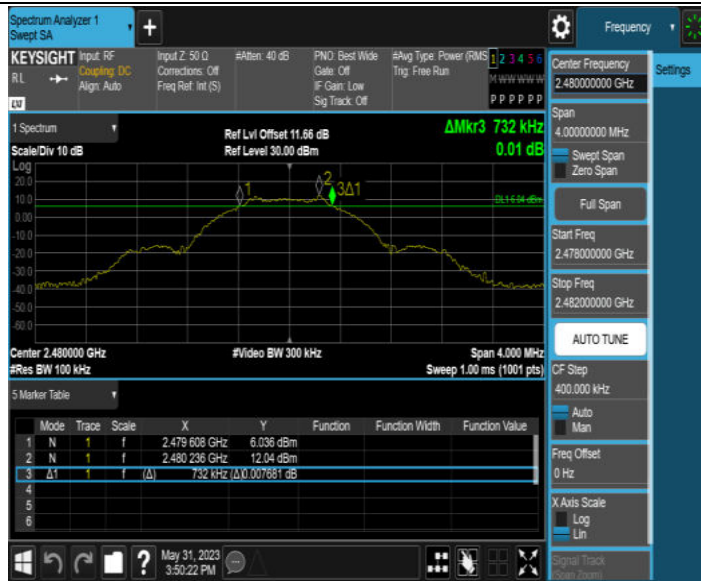 Spectrum Analyzer 1
Swept SA
+
Frequency
KEYSIGHT
RL
LXI
Input: RF
Coupling: DC
Align: Auto
Input Z: 50 Ω
Corrections: Off
Freq Ref: Int (S)
#Atten: 40 dB
PNO: Best Wide
Gate: Off
IF Gain: Low
Sig Track: Off
#Avg Type: Power (RMS
Trig: Free Run
1 2 3 4 5 6
M W W W W W
P P P P P P
1 Spectrum
Scale/Div 10 dB
Log
Ref Lvl Offset 11.66 dB
Ref Level 30.00 dBm
ΔMkr3 732 kHz
0.01 dB
20.0
10.0
0.00
-10.0
-20.0
-30.0
-40.0
-50.0
-60.0
1
2
3Δ1
DL1 6.04 dBm
Center 2.480000 GHz
#Res BW 100 kHz
#Video BW 300 kHz
Span 4.000 MHz
Sweep 1.00 ms (1001 pts)
5 Marker Table
Mode Trace Scale X Y Function Function Width Function Value
1 N 1 f 2.479 608 GHz 6.036 dBm
2 N 1 f 2.480 236 GHz 12.04 dBm
3 Δ1 1 f (Δ) 732 kHz (Δ) 0.007681 dB
4
5
6
Center Frequency
2.480000000 GHz
Settings
Span
4.00000000 MHz
Swept Span
Zero Span
Full Span
Start Freq
2.478000000 GHz
Stop Freq
2.482000000 GHz
AUTO TUNE
CF Step
400.000 kHz
Auto
Man
Freq Offset
0 Hz
X Axis Scale
Log
Lin
Signal Track
(Span Zoom)
?
May 31, 2023
3:50:22 PM